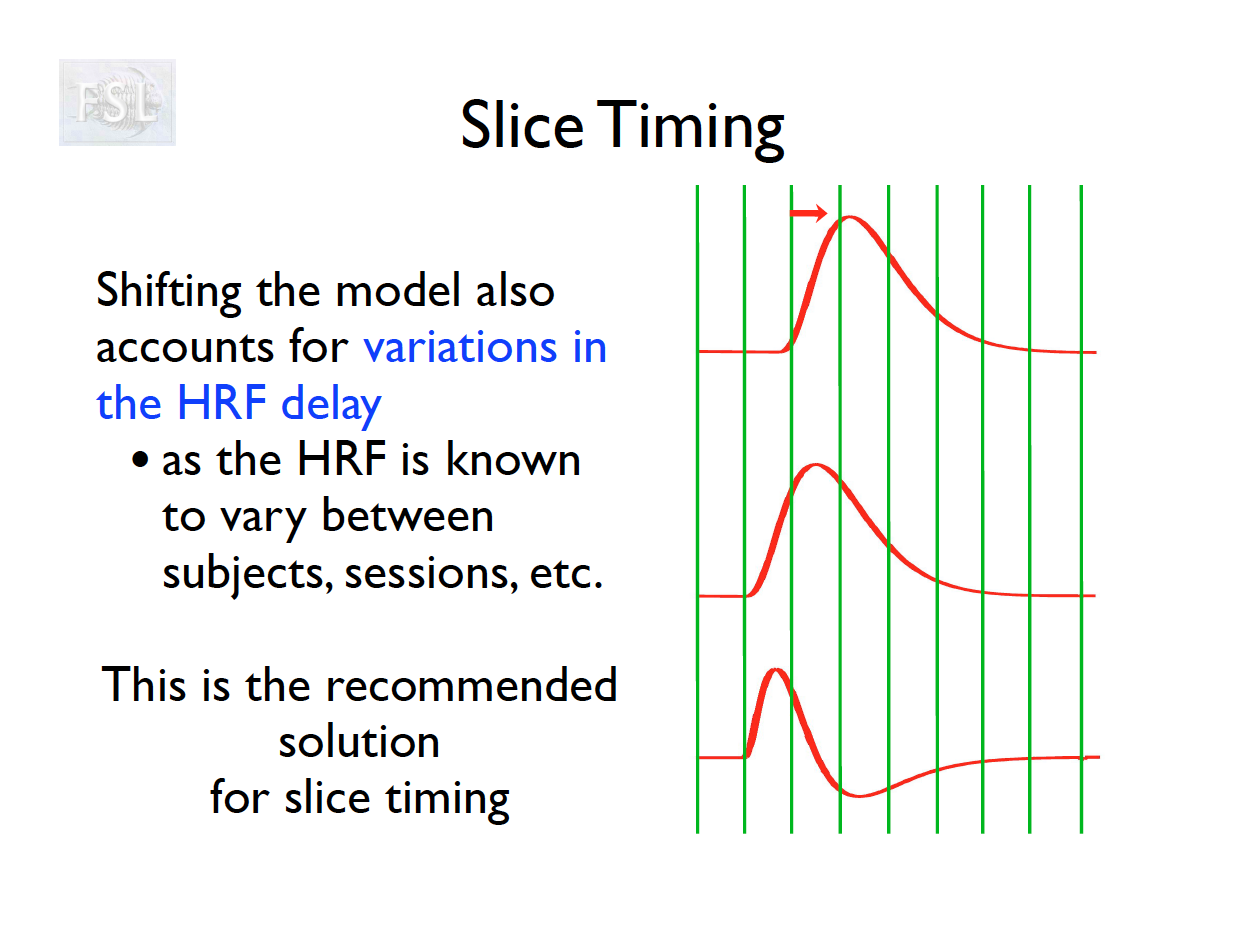 FSL
Slice Timing
Shifting the model also
accounts for variations in
the HRF delay
• as the HRF is known
to vary between
subjects, sessions, etc.
This is the recommended
solution
for slice timing